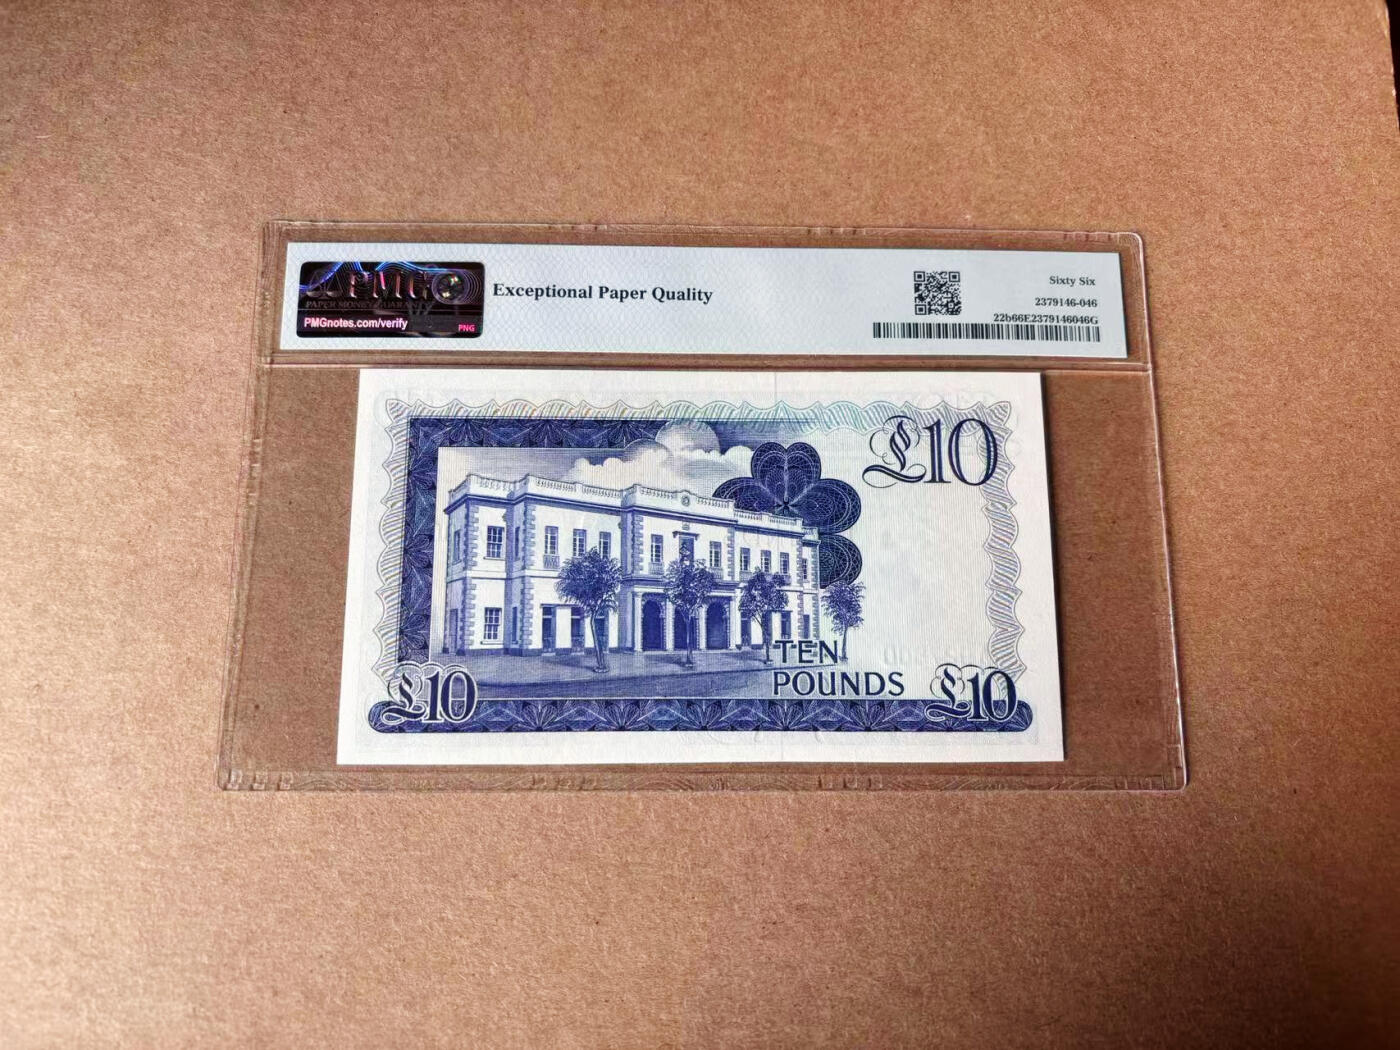 PMG
PAPER MONEY GUARANTY
PMGnotes.com/verify
PNG
Exceptional Paper Quality
Sixty Six
2379146-046
22b66E2379146046G
£10
TEN
POUNDS
£10
£10